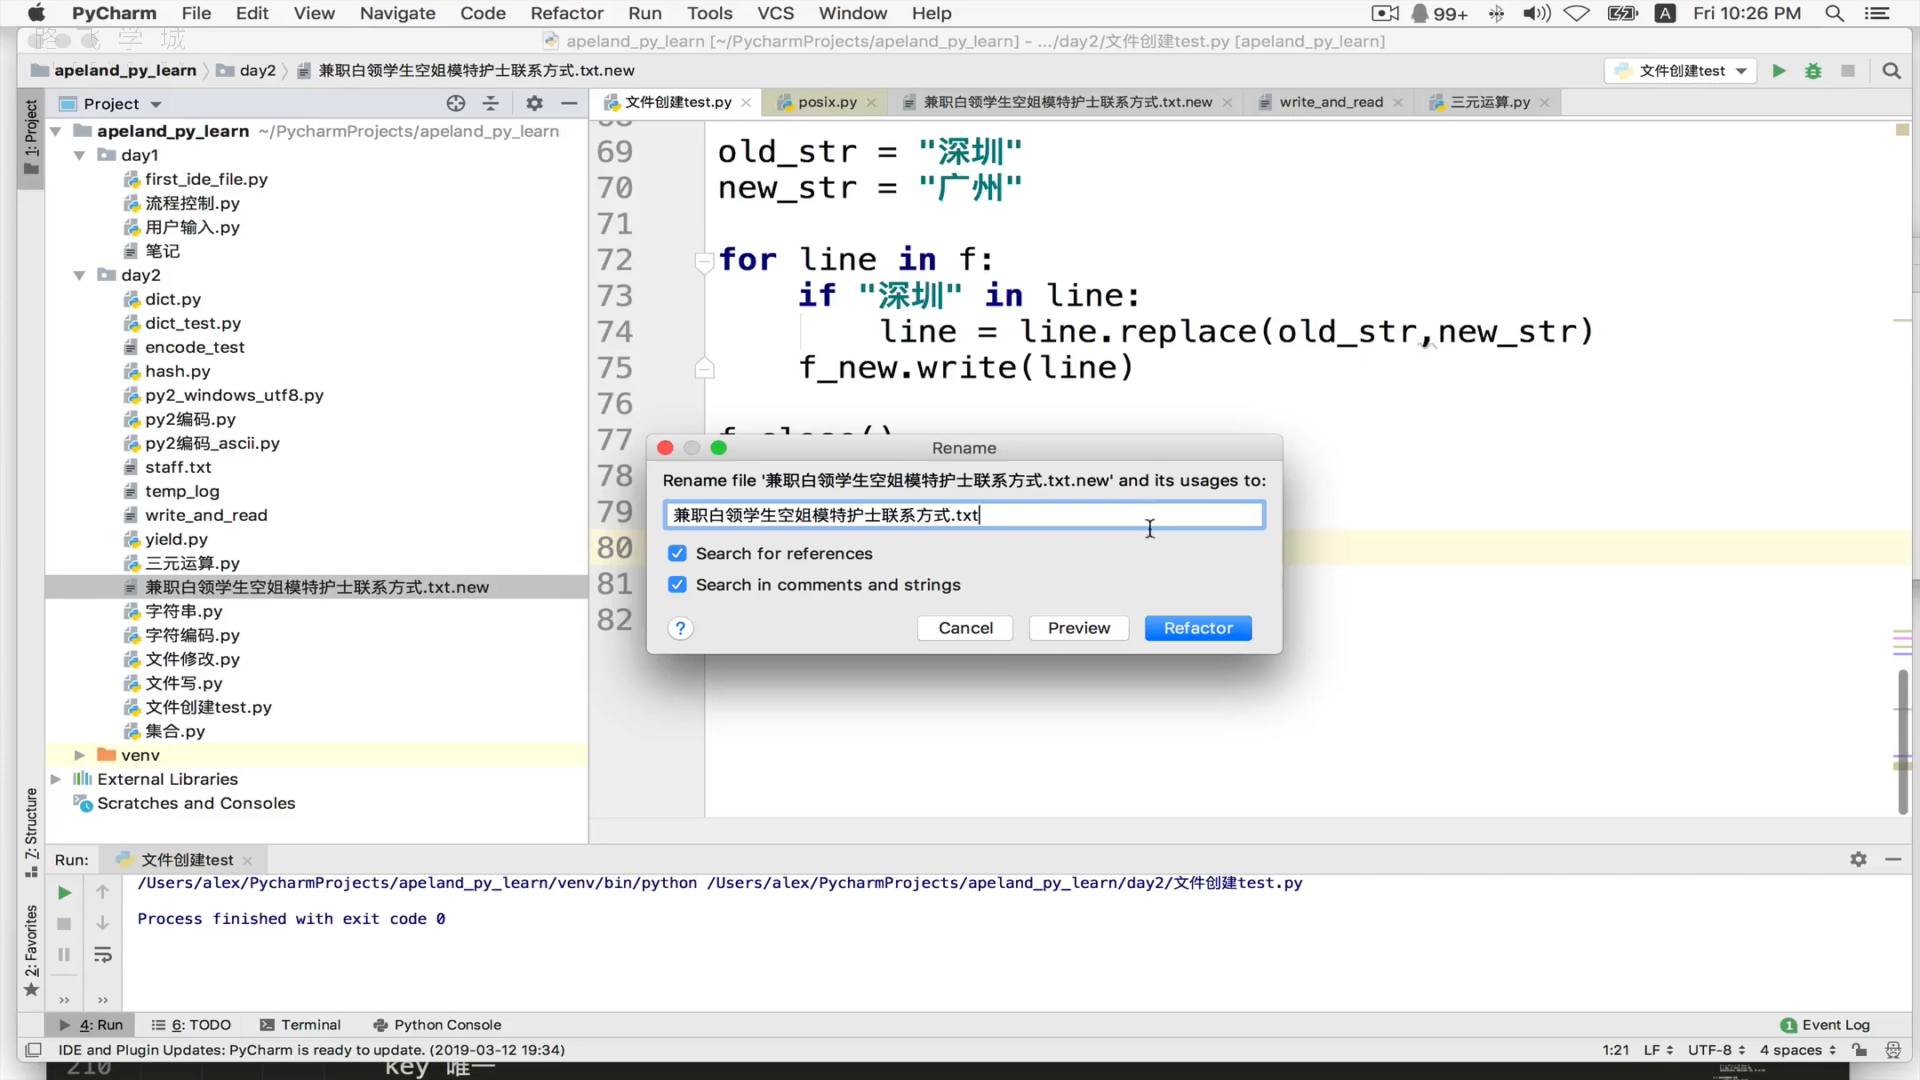 PyCharm File Edit View Navigate Code Refactor Run Tools VCS Window Help 99+ A Fri 10:26 PM
路飞学城
apeland_py_learn [~/PycharmProjects/apeland_py_learn] - .../day2/文件创建test.py [apeland_py_learn]
apeland_py_learn day2 兼职白领学生空姐模特护士联系方式.txt.new 文件创建test
Project
文件创建test.py posix.py 兼职白领学生空姐模特护士联系方式.txt.new write_and_read 三元运算.py
1: Project
apeland_py_learn ~/PycharmProjects/apeland_py_learn
day1
first_ide_file.py
流程控制.py
用户输入.py
笔记
day2
dict.py
dict_test.py
encode_test
hash.py
py2_windows_utf8.py
py2编码.py
py2编码_ascii.py
staff.txt
temp_log
write_and_read
yield.py
三元运算.py
兼职白领学生空姐模特护士联系方式.txt.new
字符串.py
字符编码.py
文件修改.py
文件写.py
文件创建test.py
集合.py
venv
External Libraries
Scratches and Consoles
69 old_str = "深圳"
70 new_str = "广州"
71
72 for line in f:
73 if "深圳" in line:
74 line = line.replace(old_str,new_str)
75 f_new.write(line)
76
77 f.close()
78
79
80
81
82
Rename
Rename file '兼职白领学生空姐模特护士联系方式.txt.new' and its usages to:
兼职白领学生空姐模特护士联系方式.txt
Search for references
Search in comments and strings
? Cancel Preview Refactor
7: Structure
2: Favorites
Run: 文件创建test
/Users/alex/PycharmProjects/apeland_py_learn/venv/bin/python /Users/alex/PycharmProjects/apeland_py_learn/day2/文件创建test.py
Process finished with exit code 0
4: Run 6: TODO Terminal Python Console 1 Event Log
IDE and Plugin Updates: PyCharm is ready to update. (2019-03-12 19:34) 1:21 LF UTF-8 4 spaces
210 key 唯一